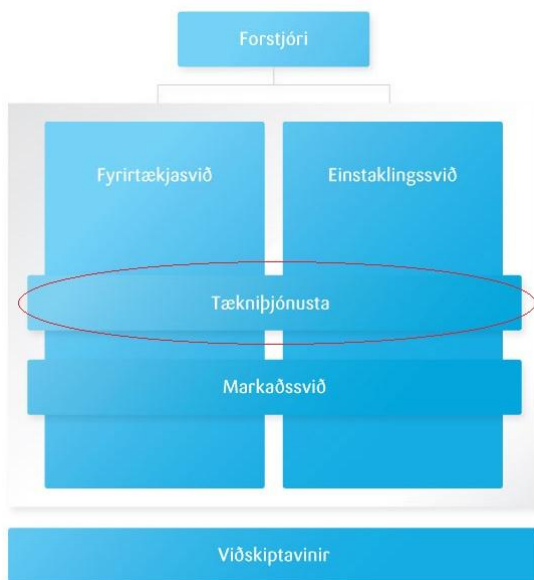 Forstjóri
Fyrirtækjasvið
Einstaklingssvið
Tækniþjónusta
Markaðssvið
Viðskiptavinir